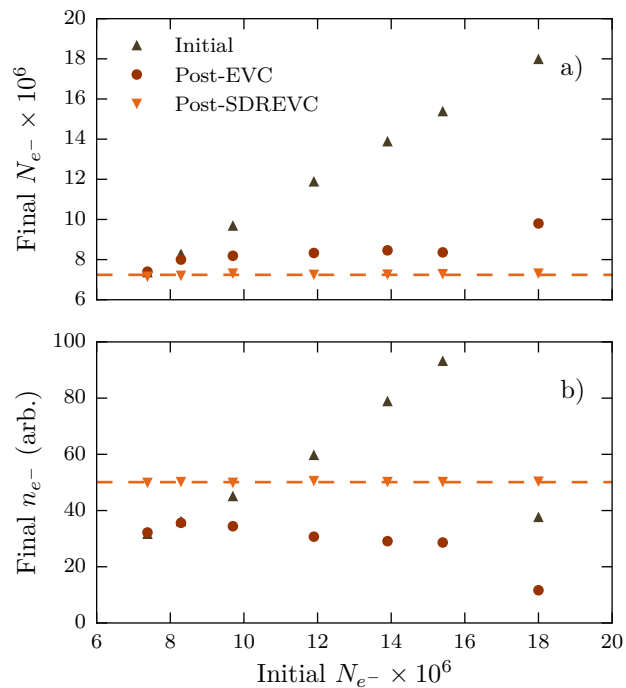 20
18
16
14
12
10
8
6
Final N_{e^-} × 10^6
Initial
Post-EVC
Post-SDREVC
a)
100
80
60
40
20
0
Final n_{e^-} (arb.)
b)
6 8 10 12 14 16 18 20
Initial N_{e^-} × 10^6